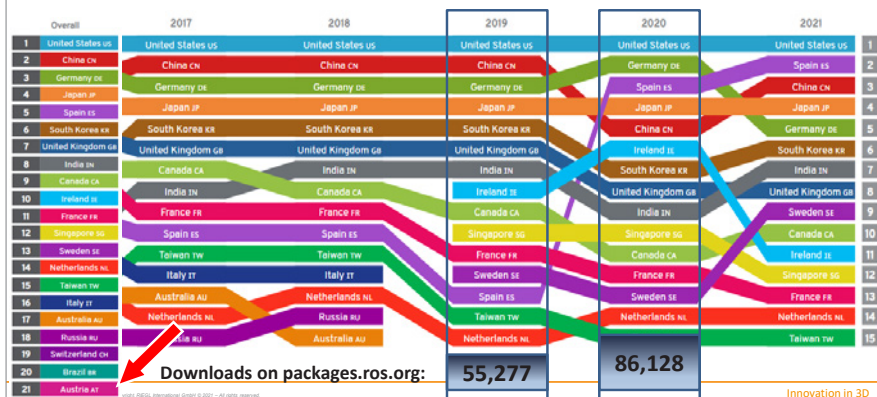 Overall 2017 2018 2019 2020 2021
1 United States US United States US United States US United States US United States US United States US 1
2 China CN China CN China CN China CN Germany DE Spain ES 2
3 Germany DE Germany DE Germany DE Germany DE Spain ES China CN 3
4 Japan JP Japan JP Japan JP Japan JP Japan JP Japan JP 4
5 Spain ES South Korea KR South Korea KR South Korea KR China CN Germany DE 5
6 South Korea KR United Kingdom GB United Kingdom GB United Kingdom GB Ireland IE South Korea KR 6
7 United Kingdom GB Canada CA India IN India IN South Korea KR India IN 7
8 India IN India IN Canada CA Ireland IE United Kingdom GB United Kingdom GB 8
9 Canada CA France FR France FR Canada CA India IN Sweden SE 9
10 Ireland IE Spain ES Spain ES Singapore SG Singapore SG Canada CA 10
11 France FR Taiwan TW Taiwan TW France FR Canada CA Ireland IE 11
12 Singapore SG Italy IT Italy IT Sweden SE France FR Singapore SG 12
13 Sweden SE Australia AU Netherlands NL Spain ES Sweden SE France FR 13
14 Netherlands NL Netherlands NL Russia RU Taiwan TW Netherlands NL Netherlands NL 14
15 Taiwan TW ssia RU Australia AU Netherlands NL Taiwan TW 15
16 Italy IT
17 Australia AU
18 Russia RU
19 Switzerland CH
20 Brazil BR
21 Austria AT
Downloads on packages.ros.org: 55,277 86,128
RIEGL International GmbH © 2021 – All rights reserved
Innovation in 3D